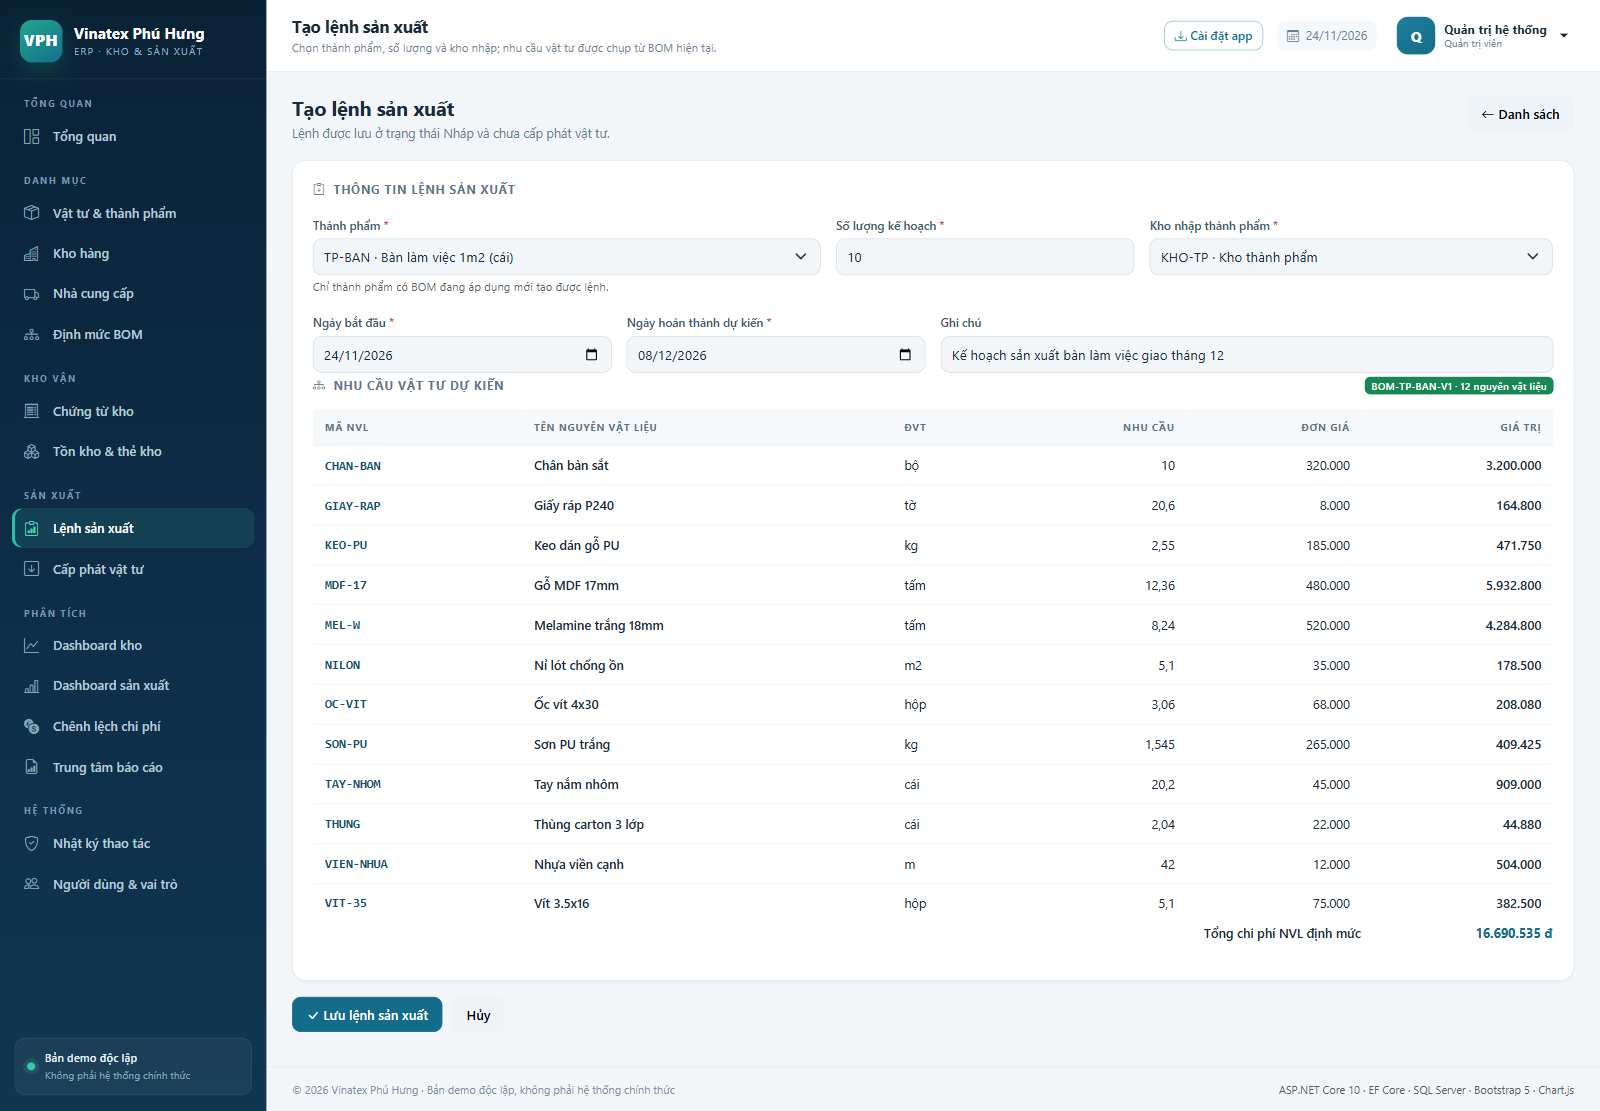 VPH
Vinatex Phú Hưng
ERP · KHO & SẢN XUẤT
TỔNG QUAN
Tổng quan
DANH MỤC
Vật tư & thành phẩm
Kho hàng
Nhà cung cấp
Định mức BOM
KHO VẬN
Chứng từ kho
Tồn kho & thẻ kho
SẢN XUẤT
Lệnh sản xuất
Cấp phát vật tư
PHÂN TÍCH
Dashboard kho
Dashboard sản xuất
Chênh lệch chi phí
Trung tâm báo cáo
HỆ THỐNG
Nhật ký thao tác
Người dùng & vai trò
Bản demo độc lập
Không phải hệ thống chính thức
Tạo lệnh sản xuất
Chọn thành phẩm, số lượng và kho nhập; nhu cầu vật tư được chụp từ BOM hiện tại.
Cài đặt app
24/11/2026
Q
Quản trị hệ thống
Quản trị viên
Tạo lệnh sản xuất
Lệnh được lưu ở trạng thái Nháp và chưa cấp phát vật tư.
← Danh sách
THÔNG TIN LỆNH SẢN XUẤT
Thành phẩm * Số lượng kế hoạch * Kho nhập thành phẩm *
TP-BAN · Bàn làm việc 1m2 (cái) 10 KHO-TP · Kho thành phẩm
Chỉ thành phẩm có BOM đang áp dụng mới tạo được lệnh.
Ngày bắt đầu * Ngày hoàn thành dự kiến * Ghi chú
24/11/2026 08/12/2026 Kế hoạch sản xuất bàn làm việc giao tháng 12
NHU CẦU VẬT TƯ DỰ KIẾN BOM-TP-BAN-V1 · 12 nguyên vật liệu
MÃ NVL TÊN NGUYÊN VẬT LIỆU ĐVT NHU CẦU ĐƠN GIÁ GIÁ TRỊ
CHAN-BAN Chân bàn sắt bộ 10 320.000 3.200.000
GIAY-RAP Giấy ráp P240 tờ 20,6 8.000 164.800
KEO-PU Keo dán gỗ PU kg 2,55 185.000 471.750
MDF-17 Gỗ MDF 17mm tấm 12,36 480.000 5.932.800
MEL-W Melamine trắng 18mm tấm 8,24 520.000 4.284.800
NILON Nỉ lót chống ồn m2 5,1 35.000 178.500
OC-VIT Ốc vít 4x30 hộp 3,06 68.000 208.080
SON-PU Sơn PU trắng kg 1,545 265.000 409.425
TAY-NHOM Tay nắm nhôm cái 20,2 45.000 909.000
THUNG Thùng carton 3 lớp cái 2,04 22.000 44.880
VIEN-NHUA Nhựa viền cạnh m 42 12.000 504.000
VIT-35 Vít 3.5x16 hộp 5,1 75.000 382.500
Tổng chi phí NVL định mức 16.690.535 đ
Lưu lệnh sản xuất Hủy
© 2026 Vinatex Phú Hưng · Bản demo độc lập, không phải hệ thống chính thức
ASP.NET Core 10 · EF Core · SQL Server · Bootstrap 5 · Chart.js